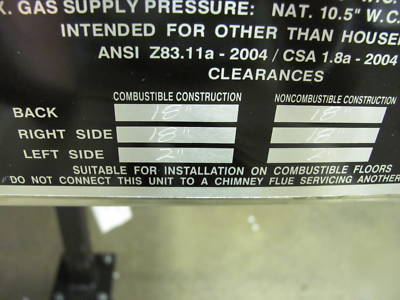 . GAS SUPPLY PRESSURE: NAT. 10.5" W.C.
INTENDED FOR OTHER THAN
ANSI Z83.11a - 2004 / CSA 1.8a - 2004
CLEARANCES
COMBUSTIBLE CONSTRUCTION NONCOMBUSTIBLE CONSTRUCTION
BACK 18" 18"
RIGHT SIDE 18" 18"
LEFT SIDE 2" 2"
SUITABLE FOR INSTALLATION ON COMBUSTIBLE FLOORS
DO NOT CONNECT THIS UNIT TO A CHIMNEY FLUE SERVICING ANOTHER